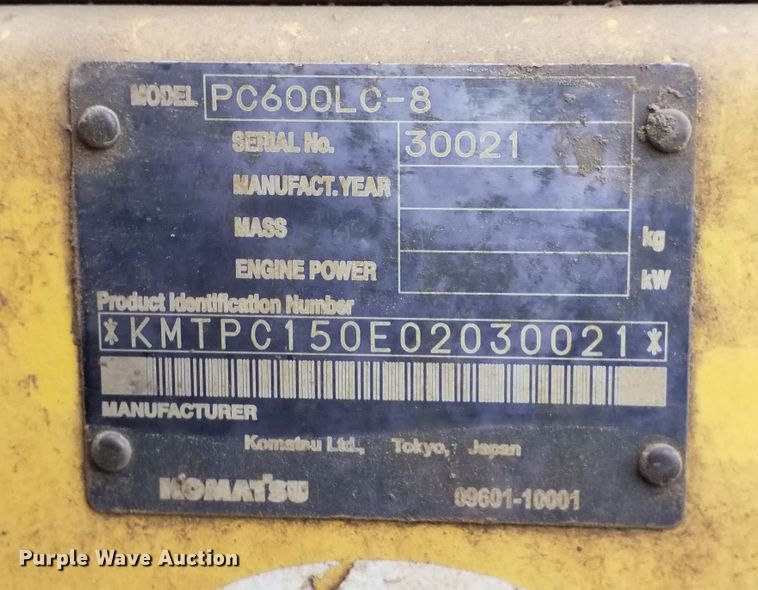 MODEL PC600LC-8
SERIAL No. 30021
MANUFACT.YEAR
MASS kg
ENGINE POWER kW
Product Identification Number
*KMTPC150E02030021*
MANUFACTURER
Komatsu Ltd., Tokyo, Japan
KOMATSU 09601-10001
Purple Wave Auction